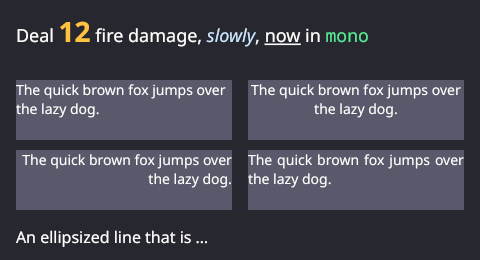 Deal 12 fire damage, slowly, now in mono
The quick brown fox jumps over
the lazy dog.
The quick brown fox jumps over
the lazy dog.
The quick brown fox jumps over
the lazy dog.
The quick brown fox jumps over
the lazy dog.
An ellipsized line that is ...